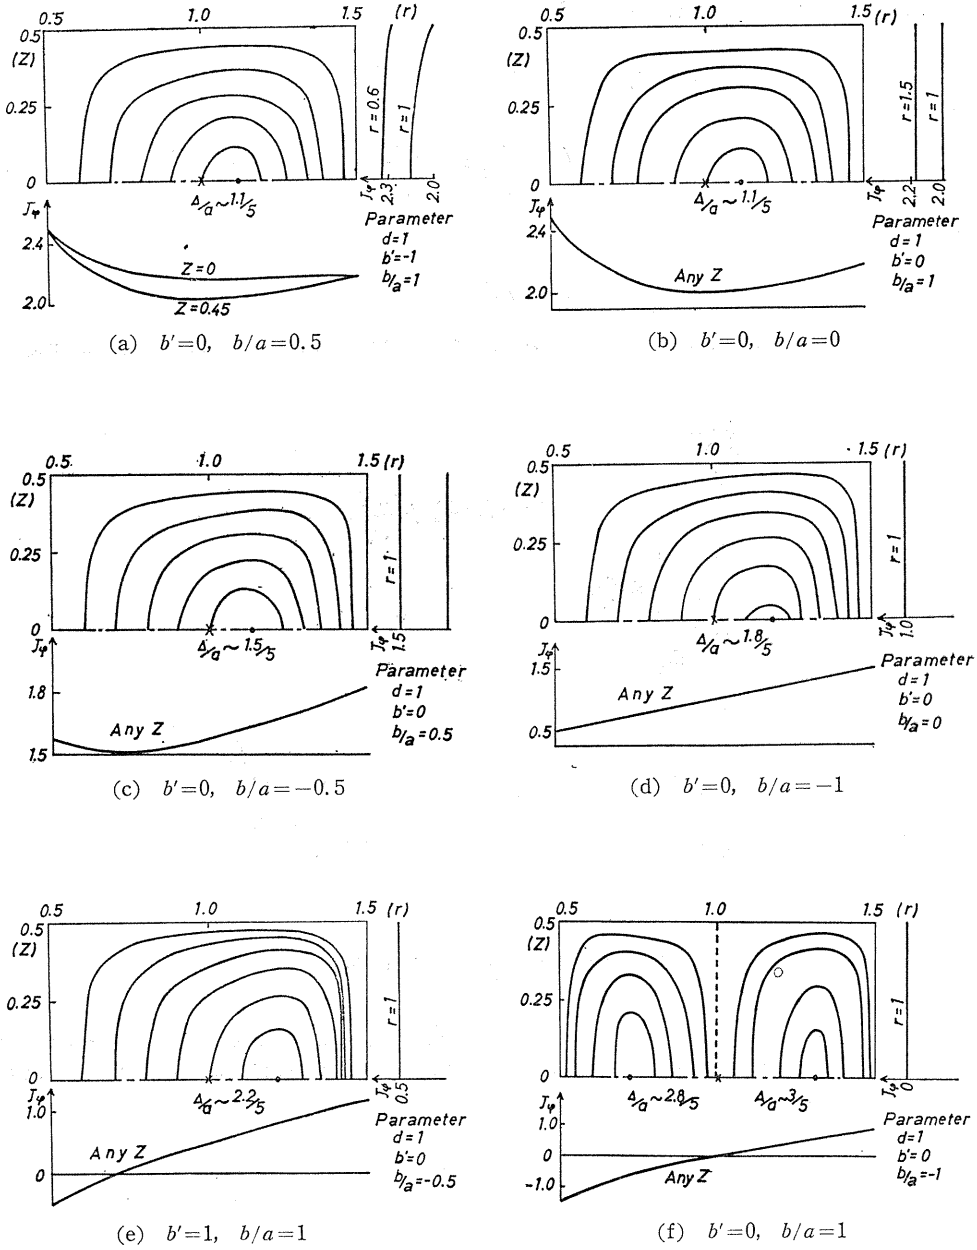 0.5 1.0 1.5 (r)
0.5
(Z)
0.25
0
r=0.6
r=1
Jφ
2.3
2.0
Δ/a~1.1/5
Jφ
2.4
2.0
Z=0
Z=0.45
Parameter
d=1
b'=-1
b/a=1
(a) b'=0, b/a=0.5
0.5 1.0 1.5 (r)
0.5
(Z)
0.25
0
r=1.5
r=1
Jφ
2.2
2.0
Δ/a~1.1/5
Jφ
2.4
2.0
Any Z
Parameter
d=1
b'=0
b/a=1
(b) b'=0, b/a=0
0.5 1.0 1.5 (r)
0.5
(Z)
0.25
0
r=1
Jφ
1.5
Δ/a~1.5/5
Jφ
1.8
1.5
Any Z
Parameter
d=1
b'=0
b/a=0.5
(c) b'=0, b/a=-0.5
0.5 1.0 1.5 (r)
0.5
(Z)
0.25
0
r=1
Jφ
1.0
Δ/a~1.8/5
Jφ
1.5
0.5
Any Z
Parameter
d=1
b'=0
b/a=0
(d) b'=0, b/a=-1
0.5 1.0 1.5 (r)
0.5
(Z)
0.25
0
r=1
Jφ
0.5
Δ/a~2.2/5
Jφ
1.0
0
Any Z
Parameter
d=1
b'=0
b/a=-0.5
(e) b'=1, b/a=1
0.5 1.0 1.5 (r)
0.5
(Z)
0.25
0
r=1
Jφ
0
Δ/a~2.8/5 Δ/a~3/5
Jφ
1.0
0
-1.0
Any Z
Parameter
d=1
b'=0
b/a=-1
(f) b'=0, b/a=1